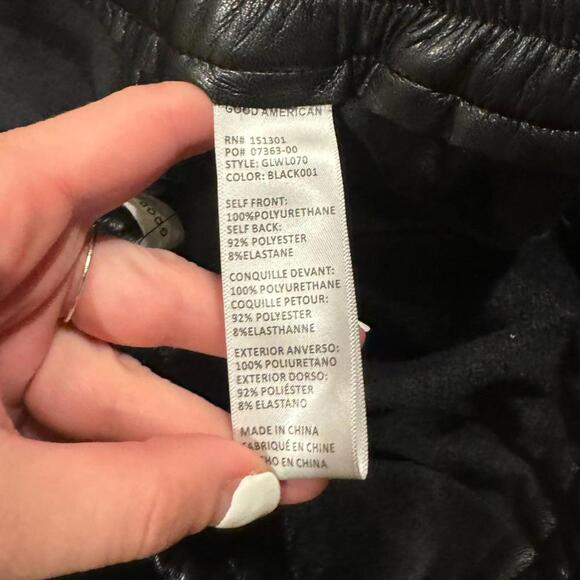 GOOD AMERICAN
RN# 151301
PO# 07363-00
STYLE: GLWL070
COLOR: BLACK001
SELF FRONT:
100%POLYURETHANE
SELF BACK:
92% POLYESTER
8%ELASTANE
CONQUILLE DEVANT:
100% POLYURETHANE
COQUILLE PETOUR:
92% POLYESTER
8%ELASTHANNE
EXTERIOR ANVERSO:
100% POLIURETANO
EXTERIOR DORSO:
92% POLIÉSTER
8% ELASTANO
MADE IN CHINA
FABRIQUÉ EN CHINE
HO EN CHINA